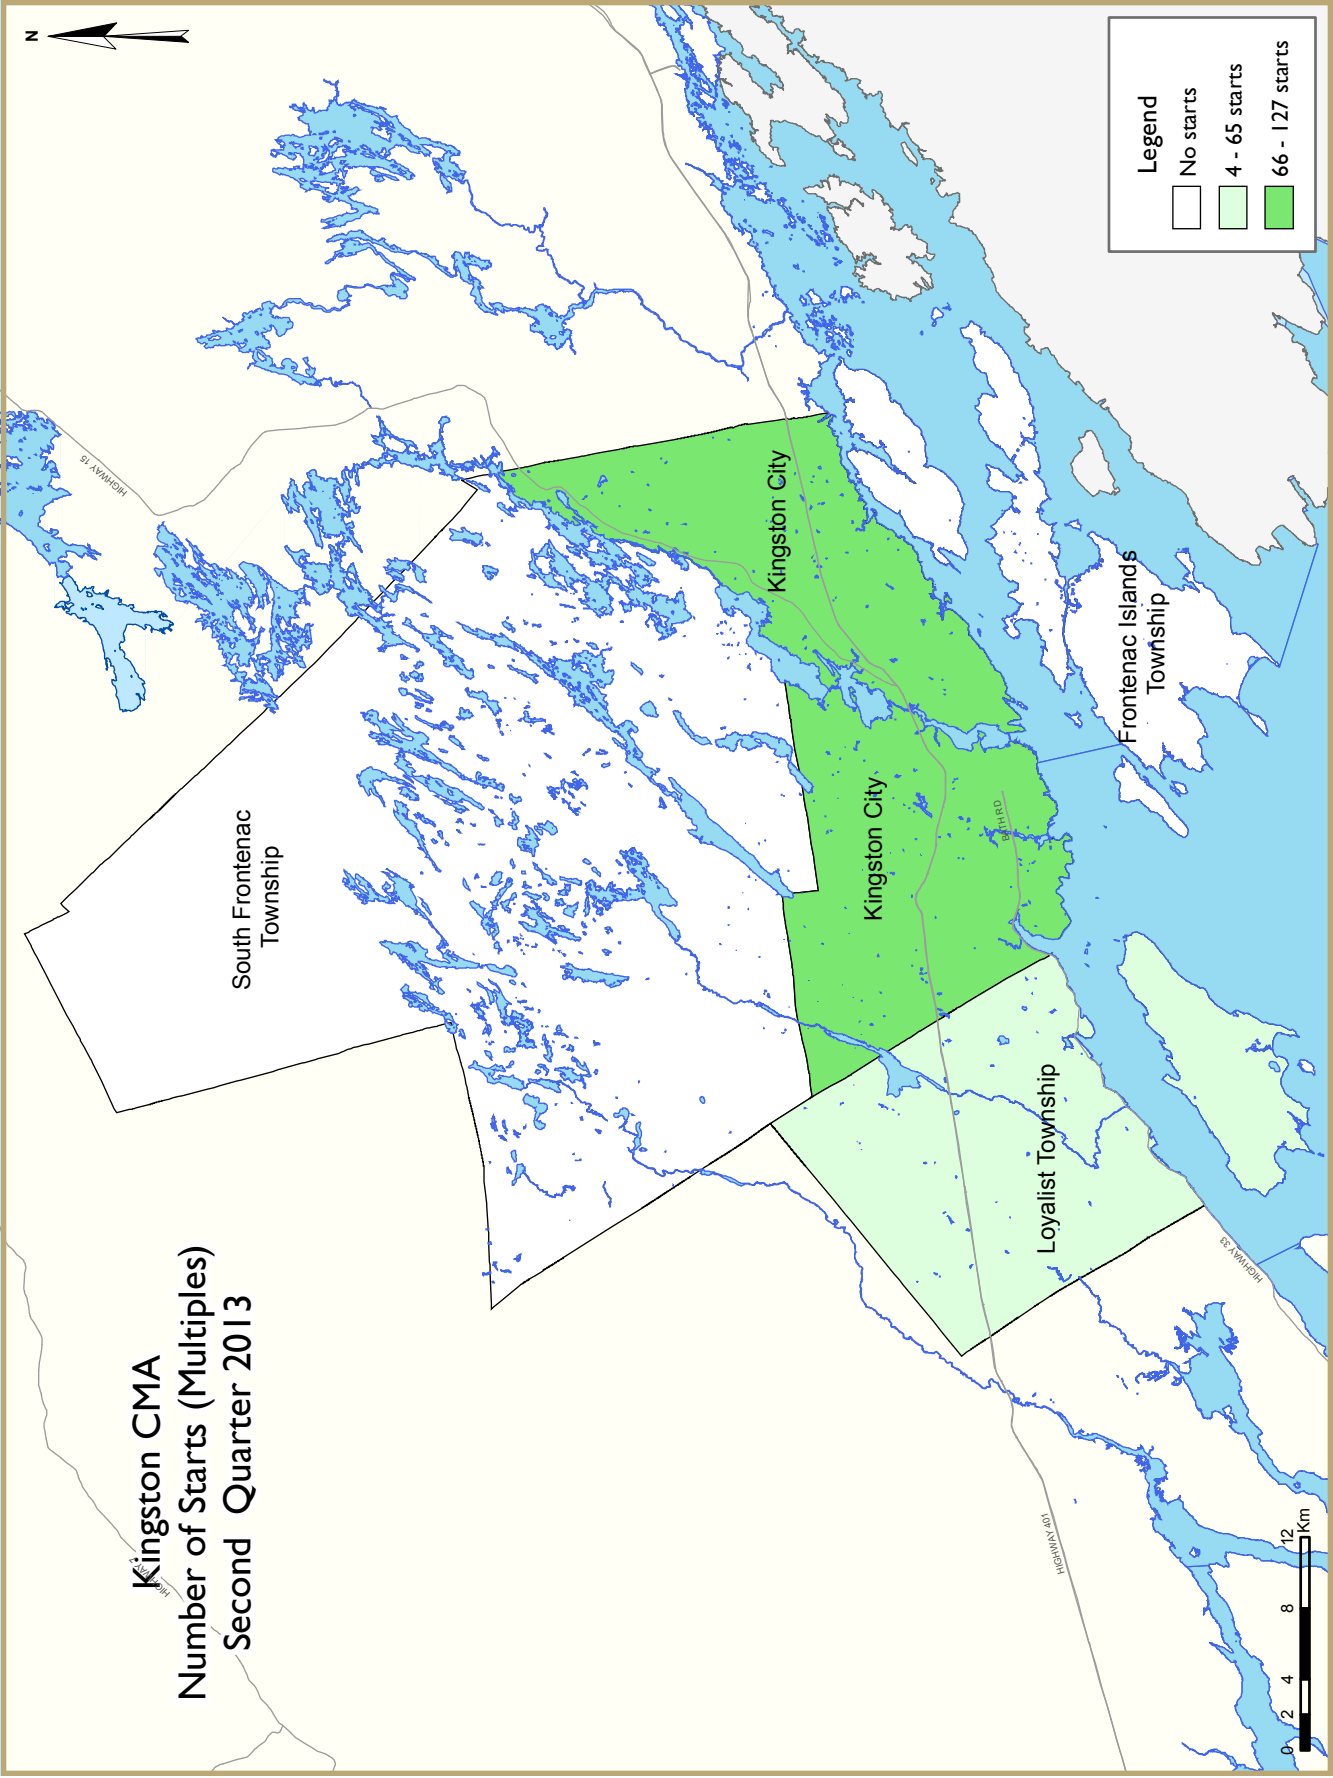 Kingston CMA
Number of Starts (Multiples)
Second Quarter 2013
N
HIGHWAY 7
HIGHWAY 15
South Frontenac
Township
Kingston City
Kingston City
BATH RD
Loyalist Township
Frontenac Islands
Township
HIGHWAY 33
HIGHWAY 401
Legend
No starts
4 - 65 starts
66 - 127 starts
0 2 4 8 12
Km